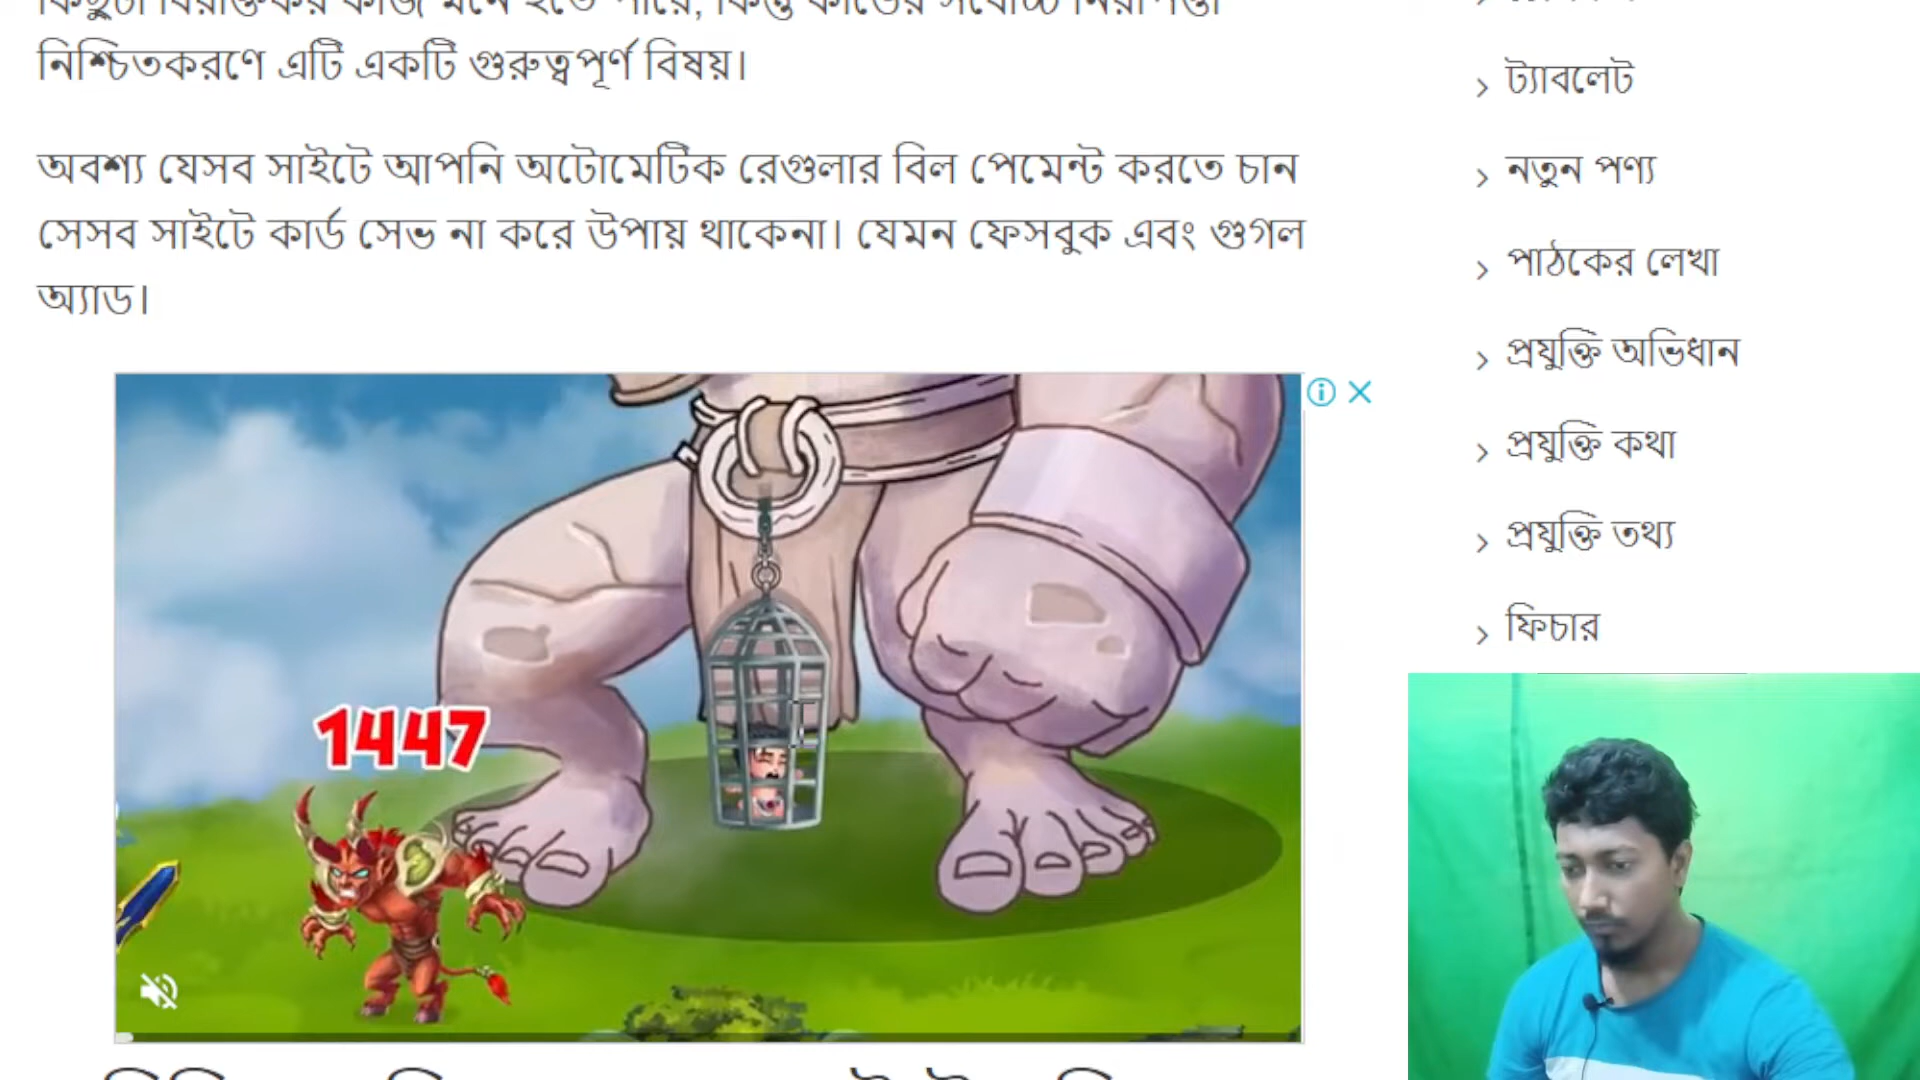 নিশ্চিতকরণে এটি একটি গুরুত্বপূর্ণ বিষয়।
অবশ্য যেসব সাইটে আপনি অটোমেটিক রেগুলার বিল পেমেন্ট করতে চান
সেসব সাইটে কার্ড সেভ না করে উপায় থাকেনা। যেমন ফেসবুক এবং গুগল
অ্যাড।
1447
ট্যাবলেট
নতুন পণ্য
পাঠকের লেখা
প্রযুক্তি অভিধান
প্রযুক্তি কথা
প্রযুক্তি তথ্য
ফিচার